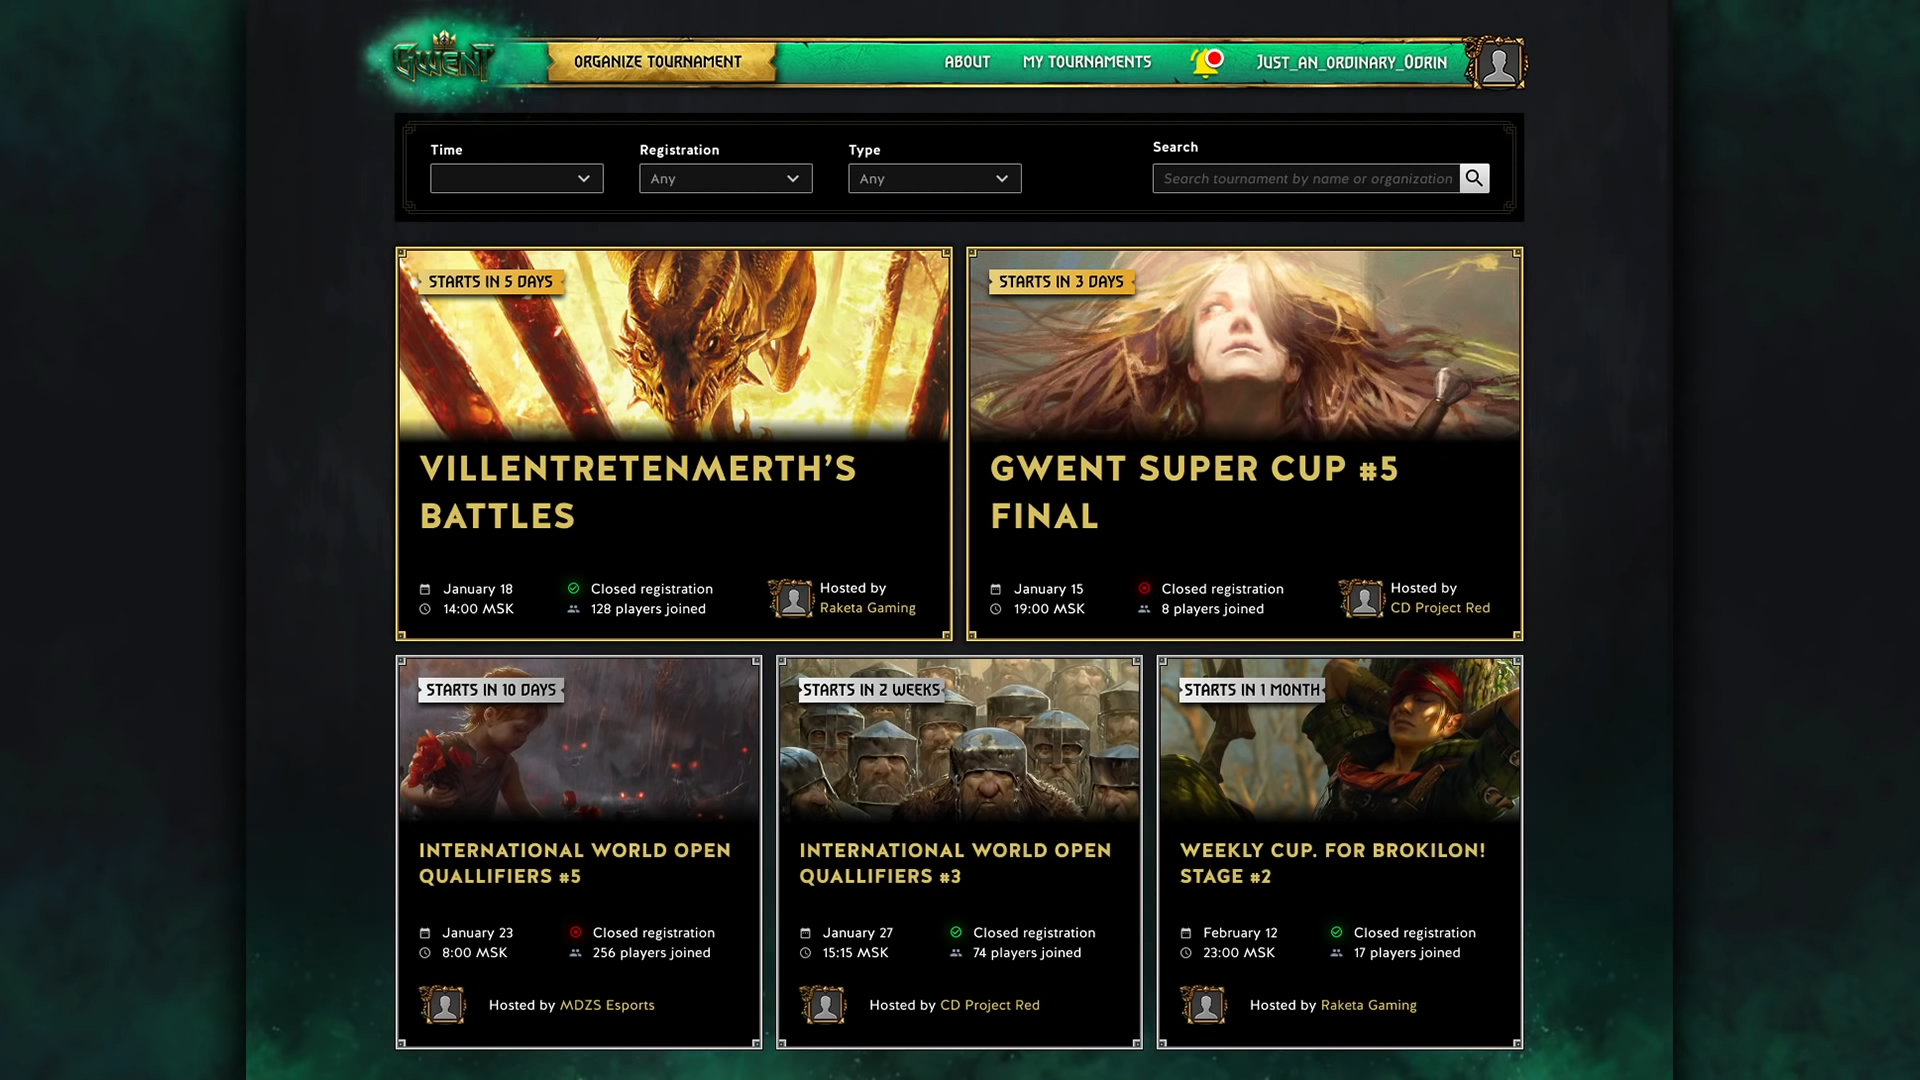 GWENT
ORGANIZE TOURNAMENT
ABOUT
MY TOURNAMENTS
JUST_AN_ORDINARY_ODRIN
Time
Registration
Any
Type
Any
Search
Search tournament by name or organization
STARTS IN 5 DAYS
VILLENTRETENMERTH’S
BATTLES
January 18
14:00 MSK
Closed registration
128 players joined
Hosted by
Raketa Gaming
STARTS IN 3 DAYS
GWENT SUPER CUP #5
FINAL
January 15
19:00 MSK
Closed registration
8 players joined
Hosted by
CD Project Red
STARTS IN 10 DAYS
INTERNATIONAL WORLD OPEN
QUALLIFIERS #5
January 23
8:00 MSK
Closed registration
256 players joined
Hosted by MDZS Esports
STARTS IN 2 WEEKS
INTERNATIONAL WORLD OPEN
QUALLIFIERS #3
January 27
15:15 MSK
Closed registration
74 players joined
Hosted by CD Project Red
STARTS IN 1 MONTH
WEEKLY CUP. FOR BROKILON!
STAGE #2
February 12
23:00 MSK
Closed registration
17 players joined
Hosted by Raketa Gaming